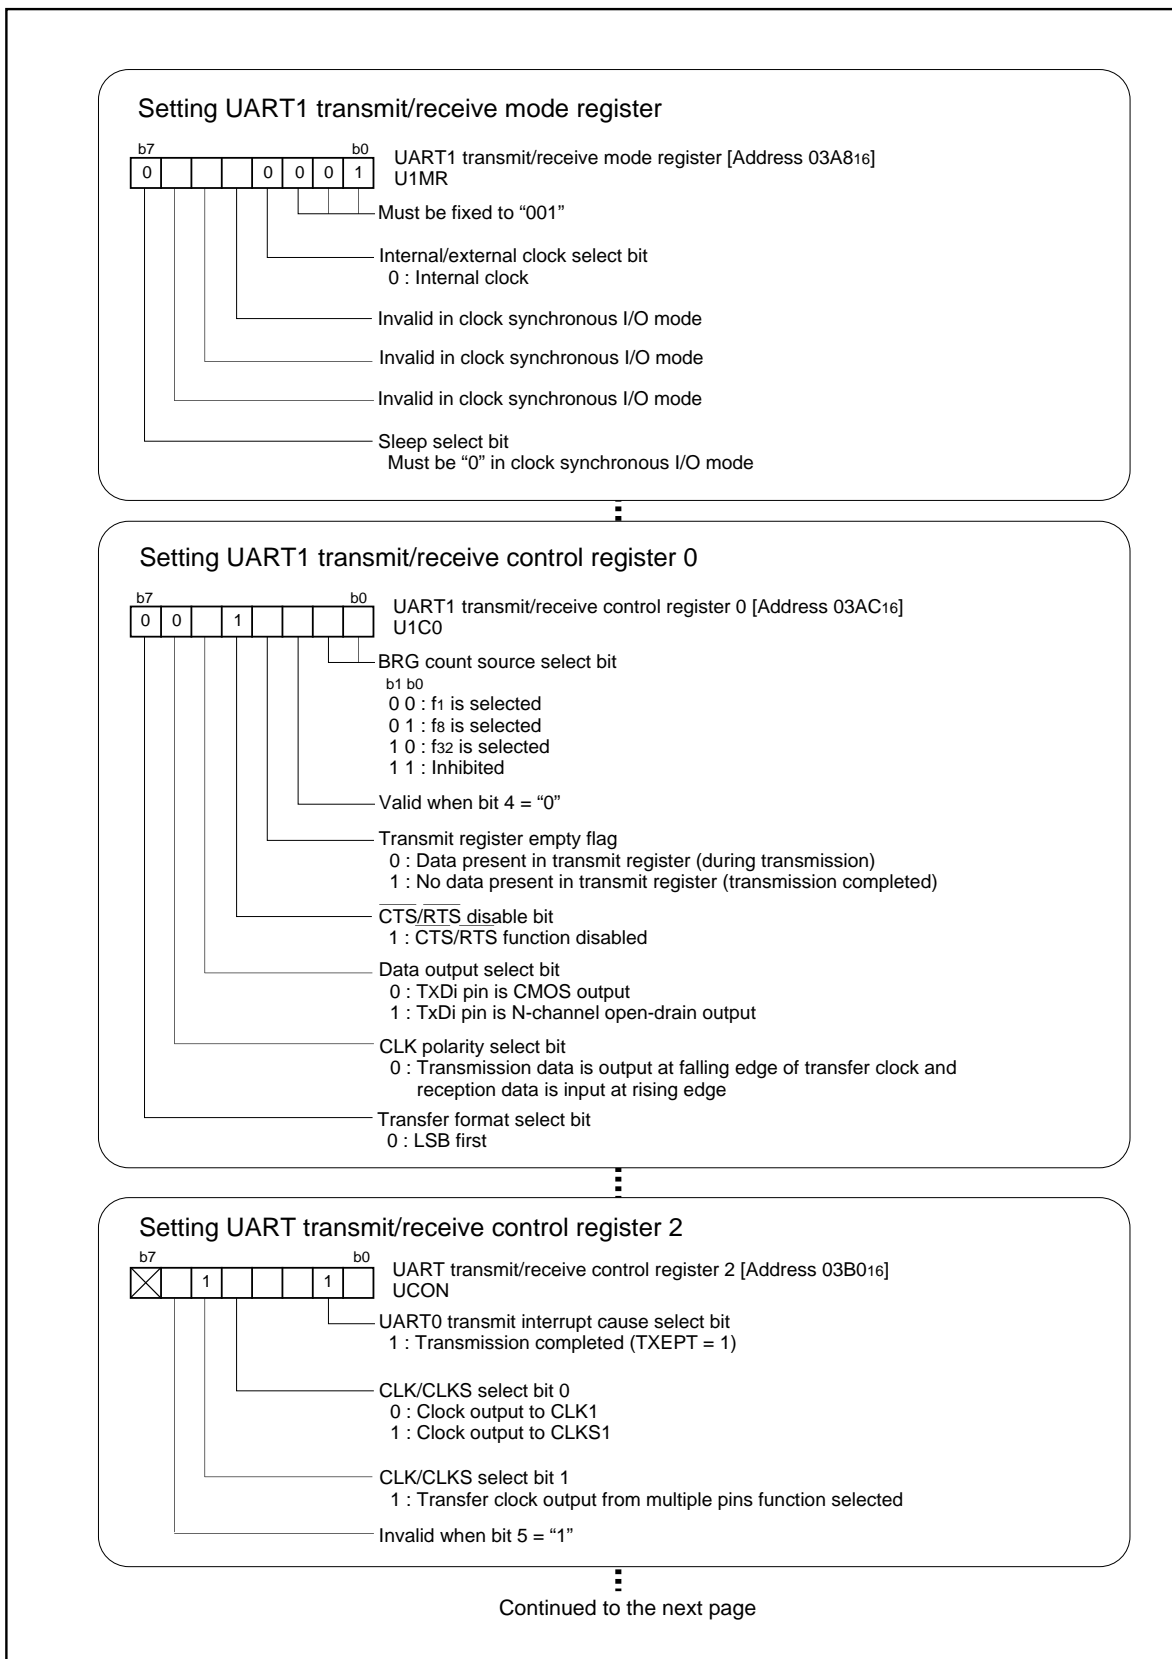 Setting UART1 transmit/receive mode register
b7 b0
0 0 0 0 1
UART1 transmit/receive mode register [Address 03A816]
U1MR
Must be fixed to “001”
Internal/external clock select bit
0 : Internal clock
Invalid in clock synchronous I/O mode
Invalid in clock synchronous I/O mode
Invalid in clock synchronous I/O mode
Sleep select bit
Must be “0” in clock synchronous I/O mode
Setting UART1 transmit/receive control register 0
b7 b0
0 0 1
UART1 transmit/receive control register 0 [Address 03AC16]
U1C0
BRG count source select bit
b1 b0
0 0 : f1 is selected
0 1 : f8 is selected
1 0 : f32 is selected
1 1 : Inhibited
Valid when bit 4 = “0”
Transmit register empty flag
0 : Data present in transmit register (during transmission)
1 : No data present in transmit register (transmission completed)
CTS/RTS disable bit
1 : CTS/RTS function disabled
Data output select bit
0 : TXDi pin is CMOS output
1 : TxDi pin is N-channel open-drain output
CLK polarity select bit
0 : Transmission data is output at falling edge of transfer clock and
reception data is input at rising edge
Transfer format select bit
0 : LSB first
Setting UART transmit/receive control register 2
b7 b0
1 1
UART transmit/receive control register 2 [Address 03B016]
UCON
UART0 transmit interrupt cause select bit
1 : Transmission completed (TXEPT = 1)
CLK/CLKS select bit 0
0 : Clock output to CLK1
1 : Clock output to CLKS1
CLK/CLKS select bit 1
1 : Transfer clock output from multiple pins function selected
Invalid when bit 5 = “1”
Continued to the next page